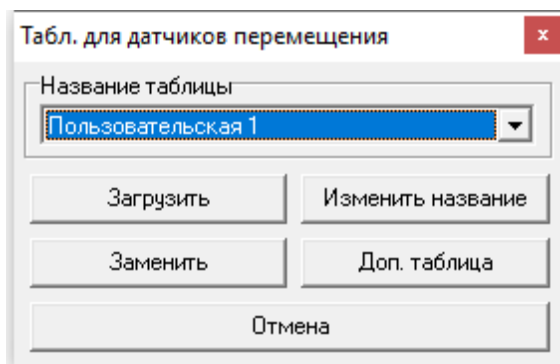 Табл. для датчиков перемещения
Название таблицы
Пользовательская 1
Загрузить
Изменить название
Заменить
Доп. таблица
Отмена